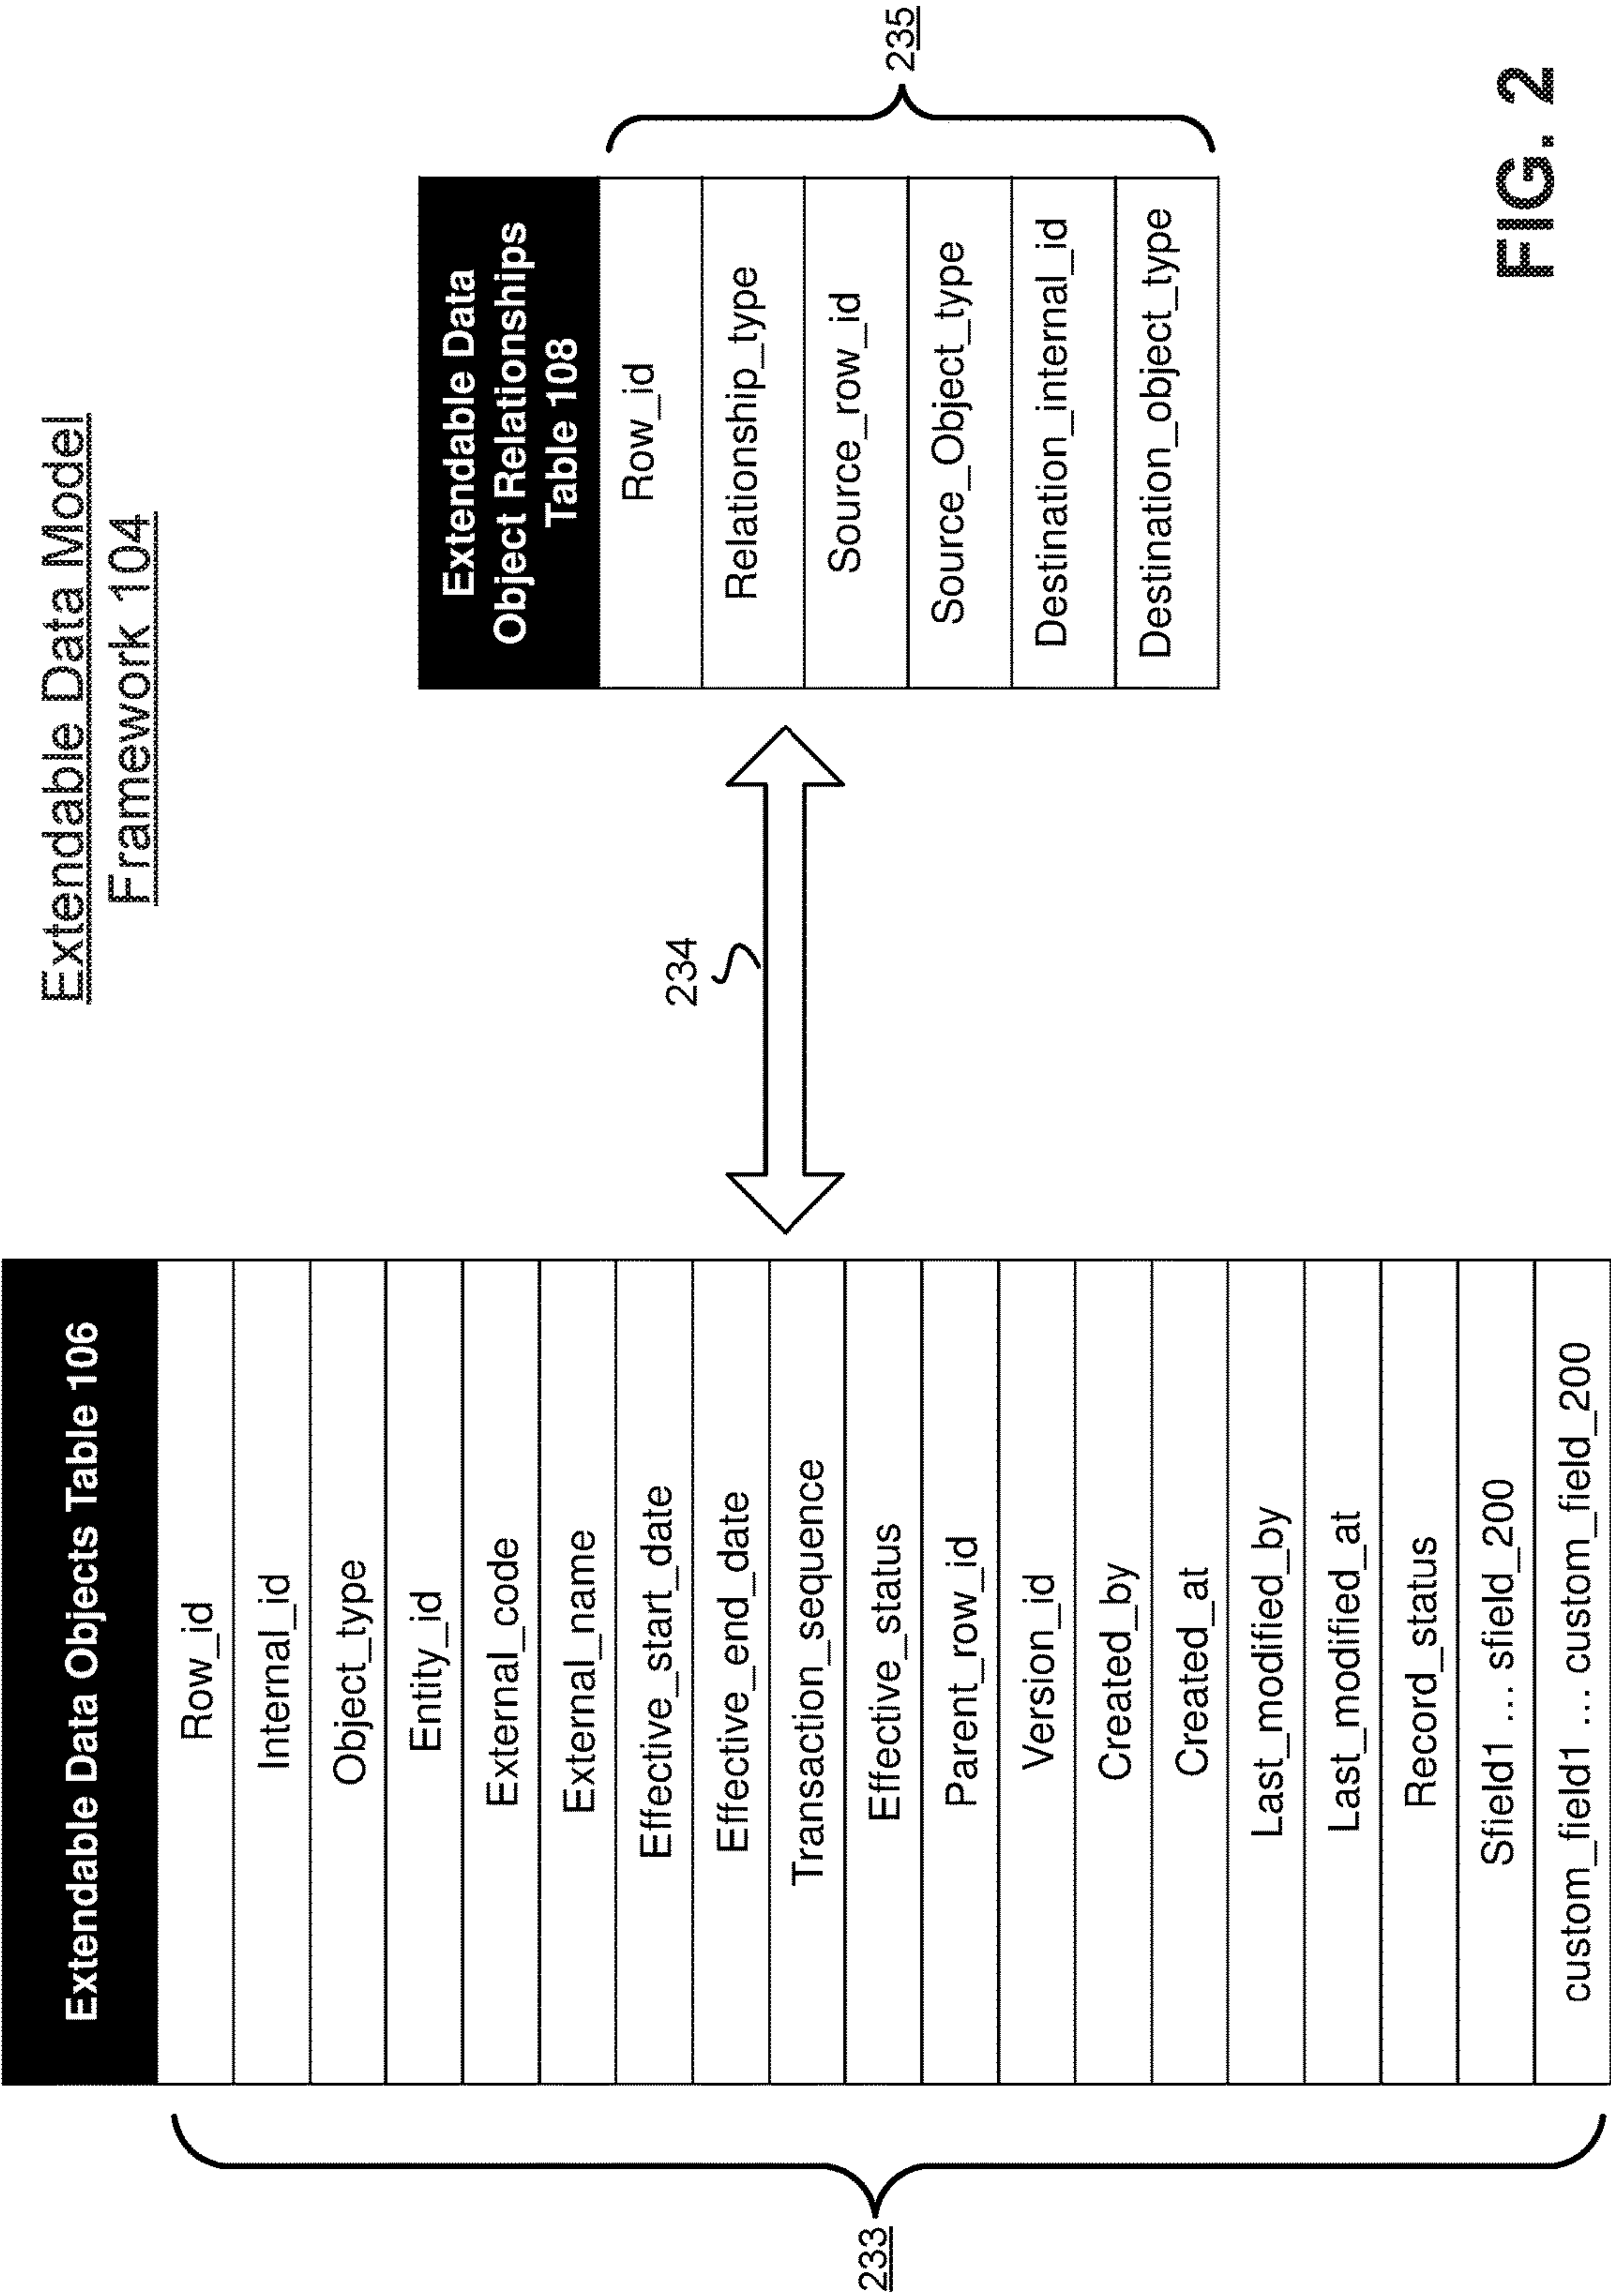 Extendable Data Model
Framework 104
Extendable Data Objects Table 106
Row_id
Internal_id
Object_type
Entity_id
External_code
External_name
Effective_start_date
Effective_end_date
Transaction_sequence
Effective_status
Parent_row_id
Version_id
Created_by
Created_at
Last_modified_by
Last_modified_at
Record_status
Sfield1 ... sfield_200
custom_field1 ... custom_field_200
233
234
Extendable Data
Object Relationships
Table 108
Row_id
Relationship_type
Source_row_id
Source_Object_type
Destination_internal_id
Destination_object_type
235
FIG. 2